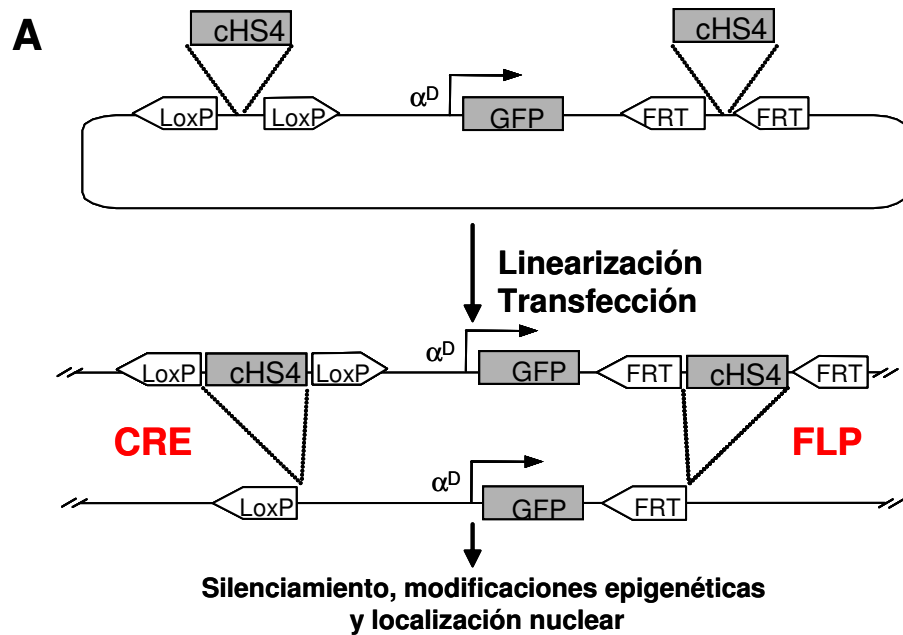 A
cHS4 cHS4
αD
LoxP LoxP GFP FRT FRT
Linearización
Transfección
αD
LoxP cHS4 LoxP GFP FRT cHS4 FRT
CRE FLP
αD
LoxP GFP FRT
Silenciamiento, modificaciones epigenéticas
y localización nuclear